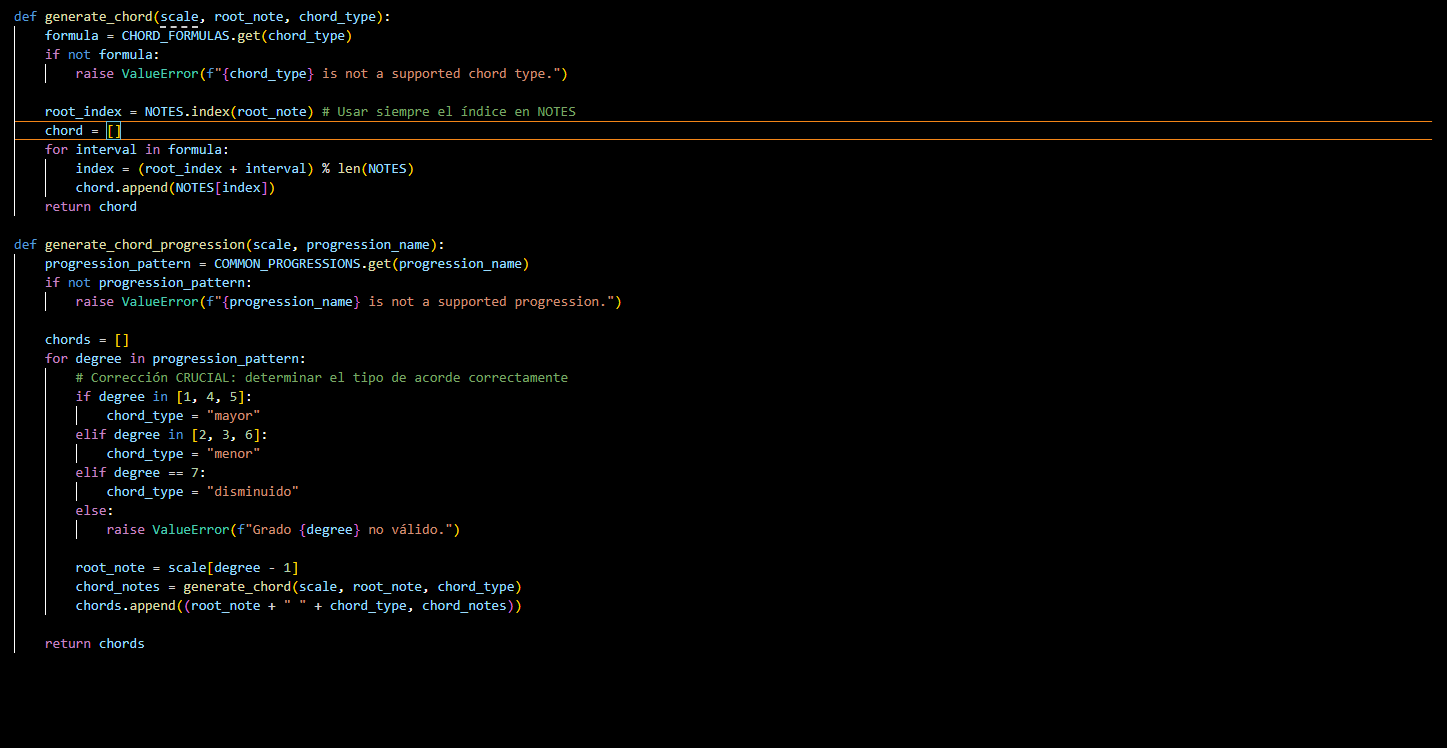 def generate_chord(scale, root_note, chord_type):
    formula = CHORD_FORMULAS.get(chord_type)
    if not formula:
        raise ValueError(f"{chord_type} is not a supported chord type.")

    root_index = NOTES.index(root_note) # Usar siempre el índice en NOTES
    chord = []
    for interval in formula:
        index = (root_index + interval) % len(NOTES)
        chord.append(NOTES[index])
    return chord

def generate_chord_progression(scale, progression_name):
    progression_pattern = COMMON_PROGRESSIONS.get(progression_name)
    if not progression_pattern:
        raise ValueError(f"{progression_name} is not a supported progression.")

    chords = []
    for degree in progression_pattern:
        # Corrección CRUCIAL: determinar el tipo de acorde correctamente
        if degree in [1, 4, 5]:
            chord_type = "mayor"
        elif degree in [2, 3, 6]:
            chord_type = "menor"
        elif degree == 7:
            chord_type = "disminuido"
        else:
            raise ValueError(f"Grado {degree} no válido.")

        root_note = scale[degree - 1]
        chord_notes = generate_chord(scale, root_note, chord_type)
        chords.append((root_note + " " + chord_type, chord_notes))

    return chords